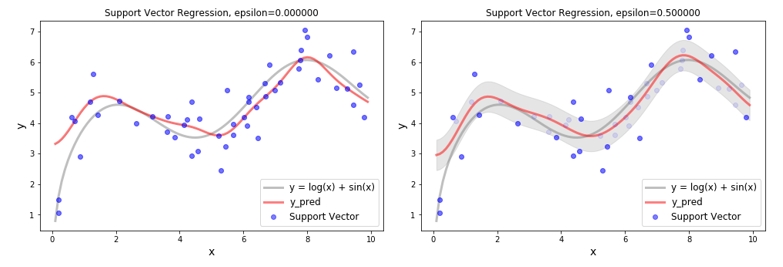 Support Vector Regression, epsilon=0.000000
7
6
5
4
3
2
1
y
y = log(x) + sin(x)
y_pred
Support Vector
0
2
4
6
8
10
x
Support Vector Regression, epsilon=0.500000
7
6
5
4
3
2
1
y
y = log(x) + sin(x)
y_pred
Support Vector
0
2
4
6
8
10
x